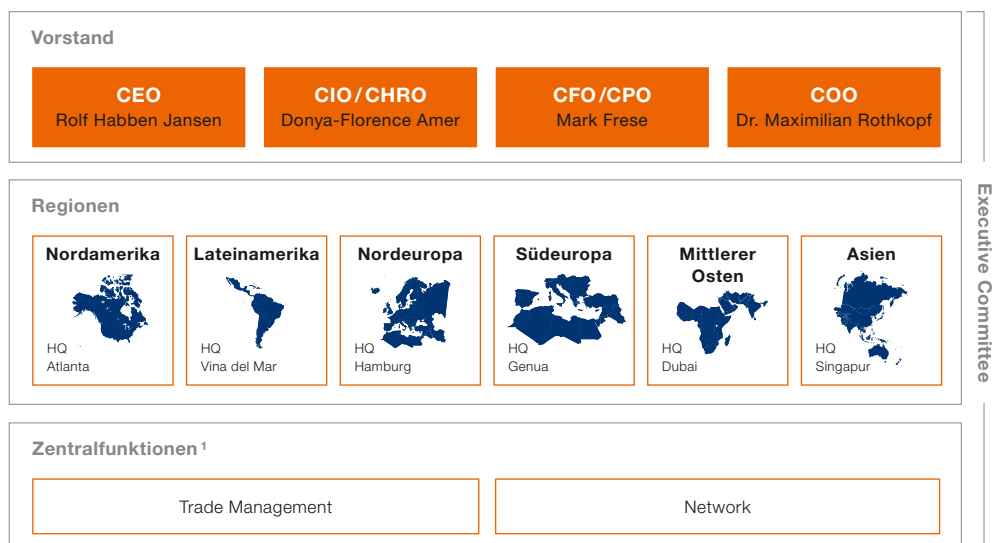 Vorstand
CEO
Rolf Habben Jansen
CIO/CHRO
Donya-Florence Amer
CFO/CPO
Mark Frese
COO
Dr. Maximilian Rothkopf
Regionen
Nordamerika
HQ
Atlanta
Lateinamerika
HQ
Vina del Mar
Nordeuropa
HQ
Hamburg
Südeuropa
HQ
Genua
Mittlerer
Osten
HQ
Dubai
Asien
HQ
Singapur
Zentralfunktionen¹
Trade Management
Network
Executive Committee